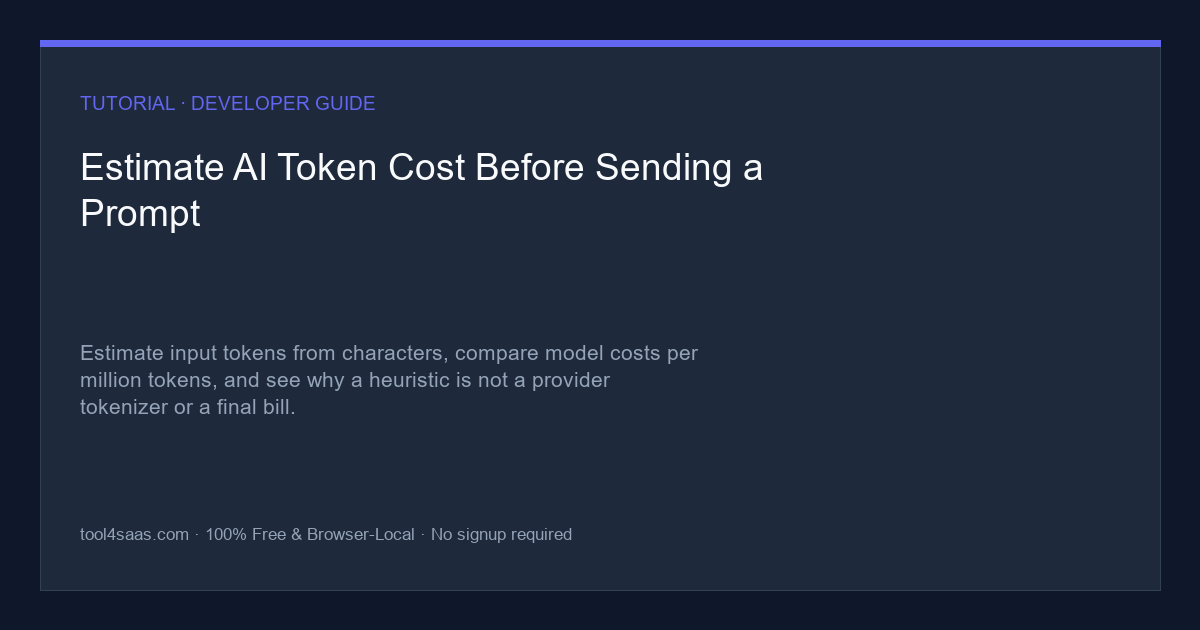 TUTORIAL · DEVELOPER GUIDE
Estimate AI Token Cost Before Sending a
Prompt
Estimate input tokens from characters, compare model costs per
million tokens, and see why a heuristic is not a provider
tokenizer or a final bill.
tool4saas.com · 100% Free & Browser-Local · No signup required